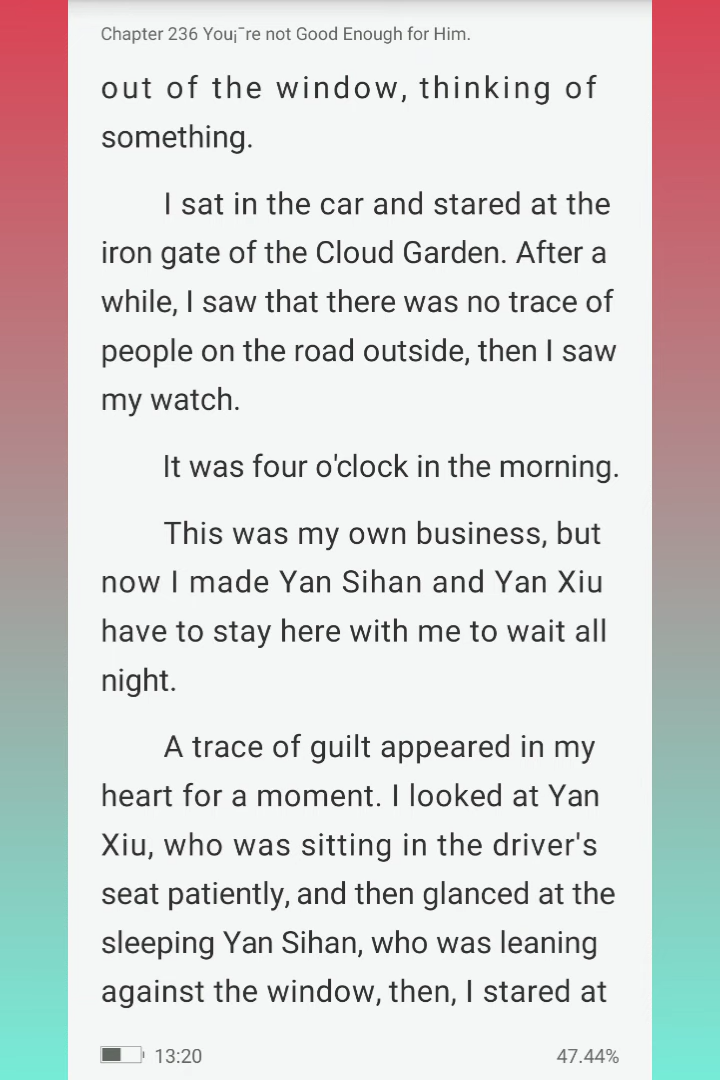 Chapter 236 You¡¯re not Good Enough for Him.
out of the window, thinking of
something.
I sat in the car and stared at the
iron gate of the Cloud Garden. After a
while, I saw that there was no trace of
people on the road outside, then I saw
my watch.
It was four o'clock in the morning.
This was my own business, but
now I made Yan Sihan and Yan Xiu
have to stay here with me to wait all
night.
A trace of guilt appeared in my
heart for a moment. I looked at Yan
Xiu, who was sitting in the driver's
seat patiently, and then glanced at the
sleeping Yan Sihan, who was leaning
against the window, then, I stared at
13:20 47.44%